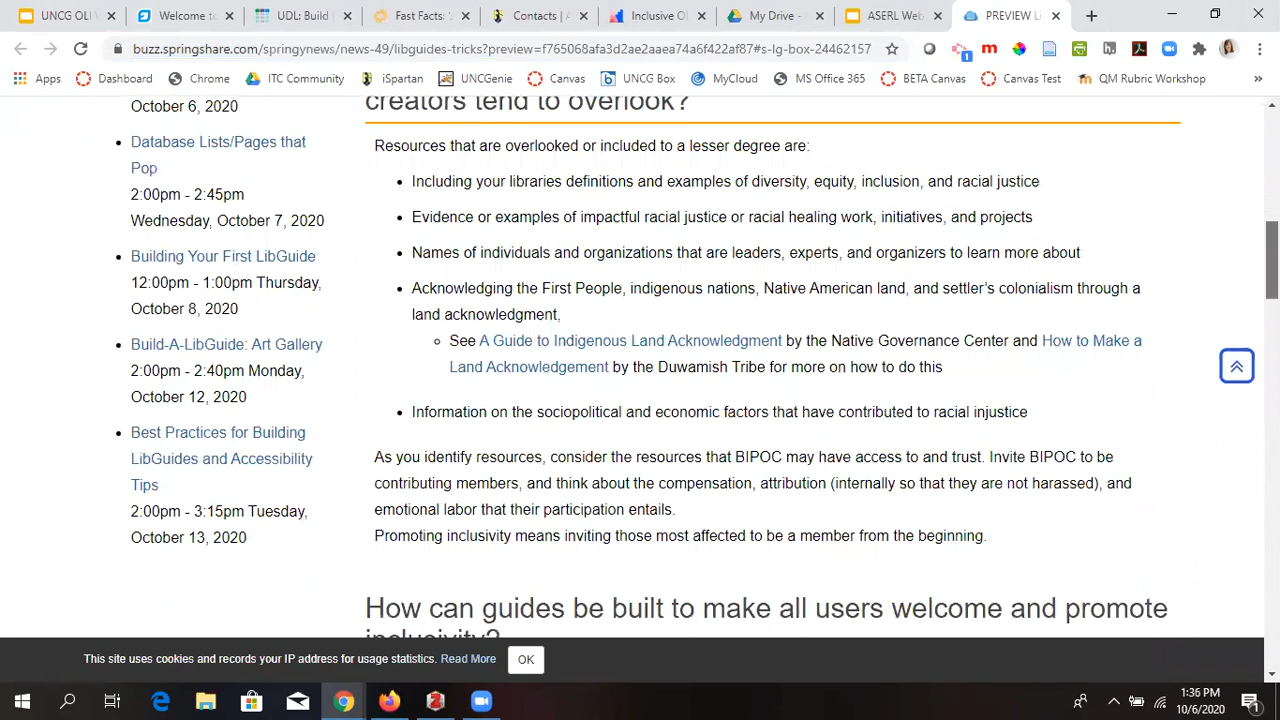 UNCG OLI W
Welcome to
UDL: Build
Fast Facts:
Contacts | A
Inclusive O
My Drive -
ASERL Web
PREVIEW Li
buzz.springshare.com/springynews/news-49/libguides-tricks?preview=f765068afa3d2ae2aaea74a6f422af87#s-lg-box-24462157
1
Apps
Dashboard
Chrome
ITC Community
iSpartan
UNCGenie
Canvas
UNCG Box
MyCloud
MS Office 365
BETA Canvas
Canvas Test
QM Rubric Workshop
»
October 6, 2020
Database Lists/Pages that
Pop
2:00pm - 2:45pm
Wednesday, October 7, 2020
Building Your First LibGuide
12:00pm - 1:00pm Thursday,
October 8, 2020
Build-A-LibGuide: Art Gallery
2:00pm - 2:40pm Monday,
October 12, 2020
Best Practices for Building
LibGuides and Accessibility
Tips
2:00pm - 3:15pm Tuesday,
October 13, 2020
creators tend to overlook?
Resources that are overlooked or included to a lesser degree are:
Including your libraries definitions and examples of diversity, equity, inclusion, and racial justice
Evidence or examples of impactful racial justice or racial healing work, initiatives, and projects
Names of individuals and organizations that are leaders, experts, and organizers to learn more about
Acknowledging the First People, indigenous nations, Native American land, and settler's colonialism through a
land acknowledgment,
See A Guide to Indigenous Land Acknowledgment by the Native Governance Center and How to Make a
Land Acknowledgement by the Duwamish Tribe for more on how to do this
Information on the sociopolitical and economic factors that have contributed to racial injustice
As you identify resources, consider the resources that BIPOC may have access to and trust. Invite BIPOC to be
contributing members, and think about the compensation, attribution (internally so that they are not harassed), and
emotional labor that their participation entails.
Promoting inclusivity means inviting those most affected to be a member from the beginning.
How can guides be built to make all users welcome and promote
inclusivity?
This site uses cookies and records your IP address for usage statistics. Read More
OK
1:36 PM
10/6/2020